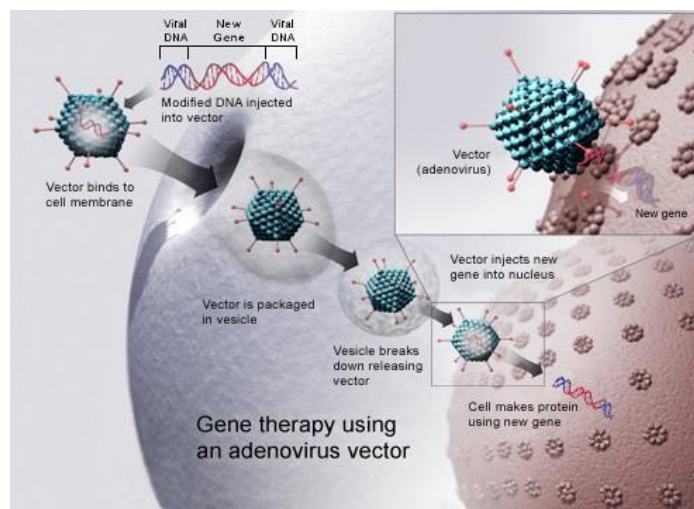 Viral
DNA
New
Gene
Viral
DNA
Modified DNA injected
into vector
Vector binds to
cell membrane
Vector
(adenovirus)
New gene
Vector injects new
gene into nucleus
Vector is packaged
in vesicle
Vesicle breaks
down releasing
vector
Cell makes protein
using new gene
Gene therapy using
an adenovirus vector